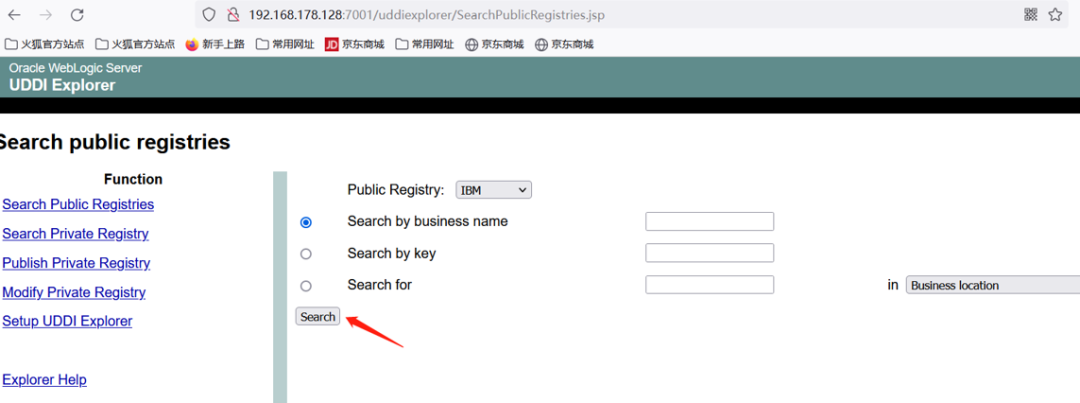 192.168.178.128:7001/uddiexplorer/SearchPublicRegistries.jsp
火狐官方站点 火狐官方站点 新手上路 常用网址 JD 京东商城 常用网址 京东商城 京东商城
Oracle WebLogic Server
UDDI Explorer
Search public registries
Function
Search Public Registries
Search Private Registry
Publish Private Registry
Modify Private Registry
Setup UDDI Explorer
Explorer Help
Public Registry: IBM
Search by business name
Search by key
Search for in Business location
Search